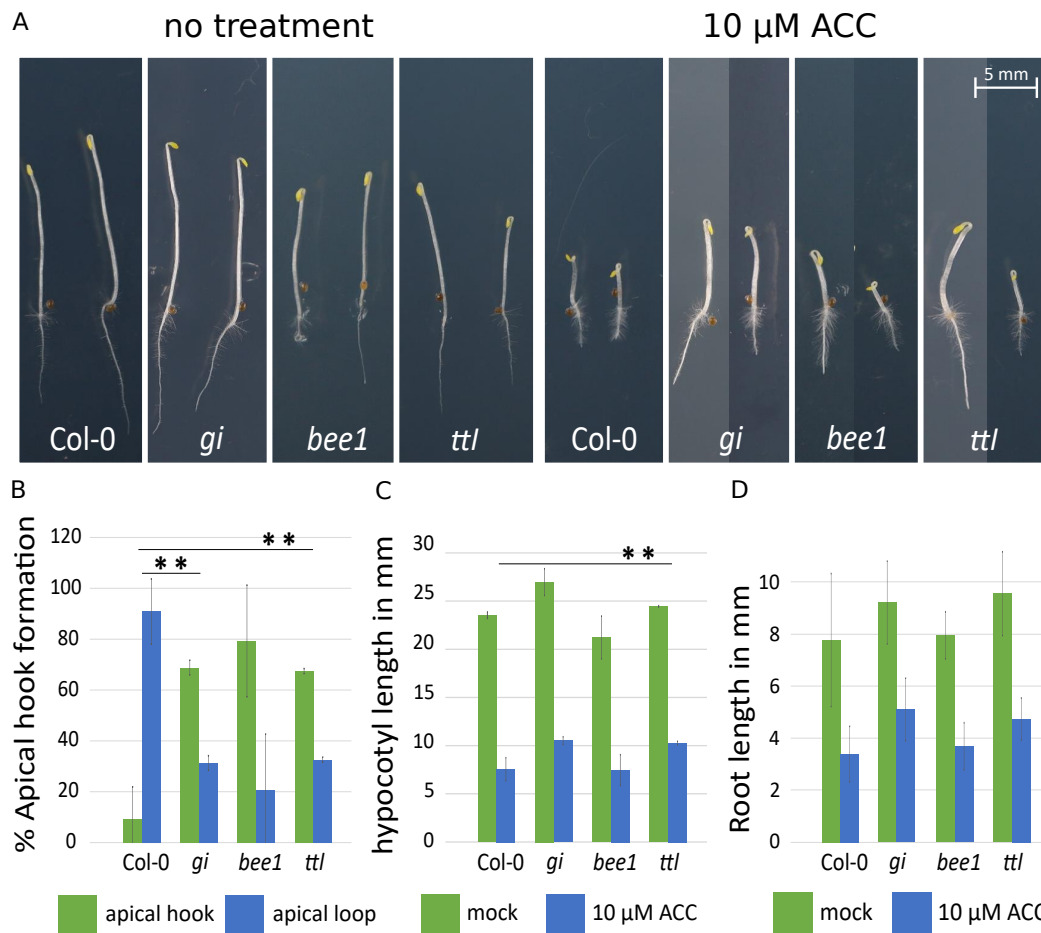 A
no treatment
10 µM ACC
5 mm
Col-0
gi
bee1
ttl
Col-0
gi
bee1
ttl
B
% Apical hook formation
120
100
80
60
40
20
0
* *
* *
Col-0
gi
bee1
ttl
apical hook
apical loop
C
hypocotyl length in mm
30
25
20
15
10
5
0
* *
Col-0
gi
bee1
ttl
mock
10 µM ACC
D
Root length in mm
10
8
6
4
2
0
Col-0
gi
bee1
ttl
mock
10 µM ACC